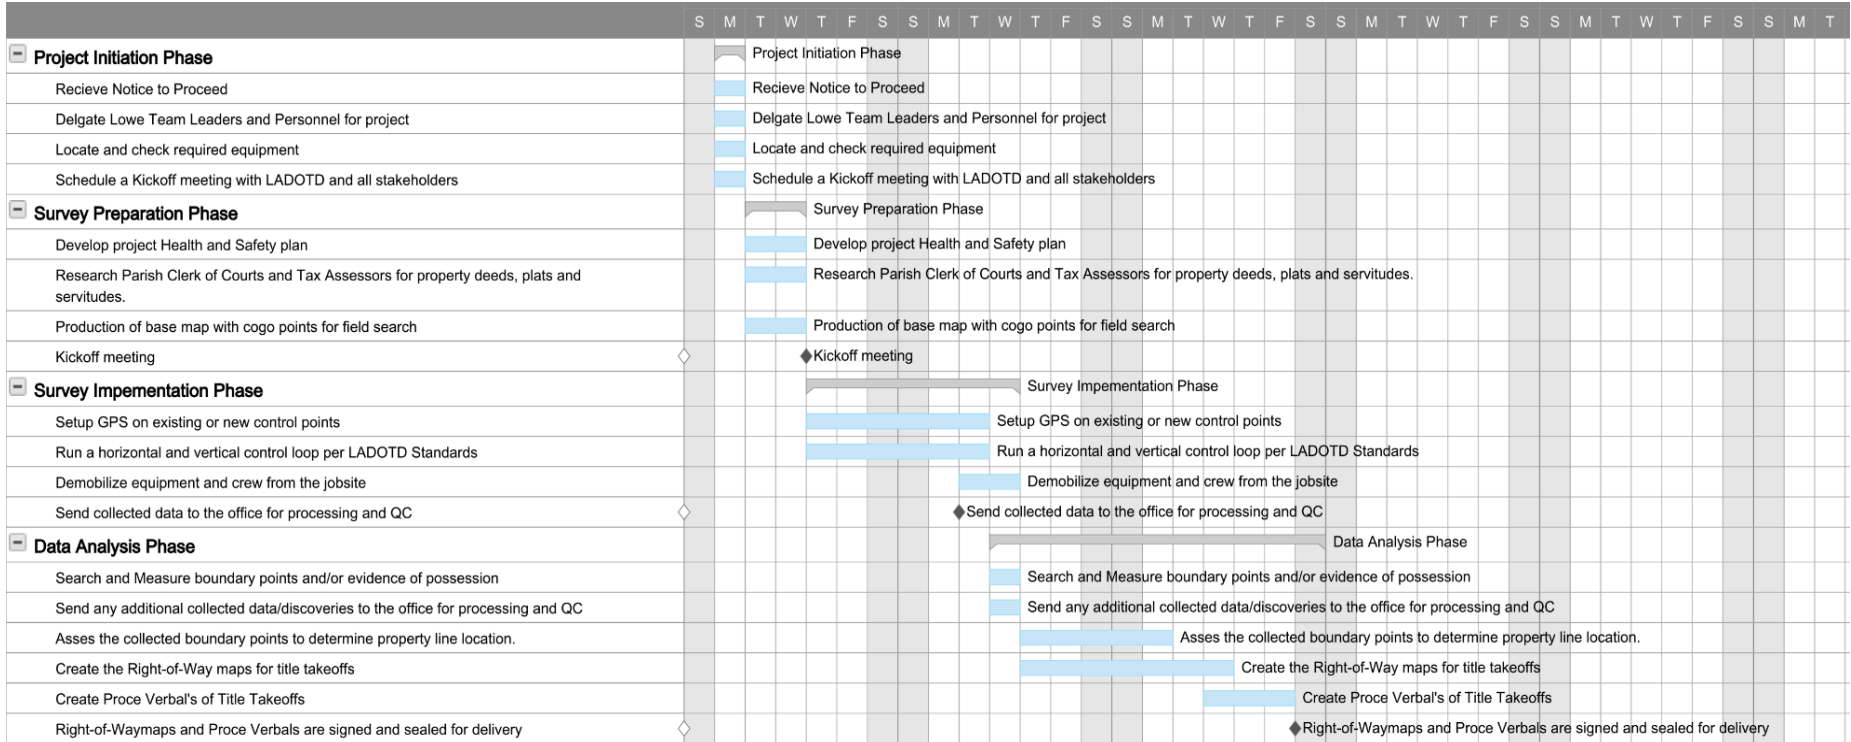 S M T W T F S S M T W T F S S M T W T F S S M T W T F S S M T W T F S S M T
Project Initiation Phase Project Initiation Phase
Recieve Notice to Proceed Recieve Notice to Proceed
Delgate Lowe Team Leaders and Personnel for project Delgate Lowe Team Leaders and Personnel for project
Locate and check required equipment Locate and check required equipment
Schedule a Kickoff meeting with LADOTD and all stakeholders Schedule a Kickoff meeting with LADOTD and all stakeholders
Survey Preparation Phase Survey Preparation Phase
Develop project Health and Safety plan Develop project Health and Safety plan
Research Parish Clerk of Courts and Tax Assessors for property deeds, plats and Research Parish Clerk of Courts and Tax Assessors for property deeds, plats and servitudes.
servitudes.
Production of base map with cogo points for field search Production of base map with cogo points for field search
Kickoff meeting Kickoff meeting
Survey Impementation Phase Survey Impementation Phase
Setup GPS on existing or new control points Setup GPS on existing or new control points
Run a horizontal and vertical control loop per LADOTD Standards Run a horizontal and vertical control loop per LADOTD Standards
Demobilize equipment and crew from the jobsite Demobilize equipment and crew from the jobsite
Send collected data to the office for processing and QC Send collected data to the office for processing and QC
Data Analysis Phase Data Analysis Phase
Search and Measure boundary points and/or evidence of possession Search and Measure boundary points and/or evidence of possession
Send any additional collected data/discoveries to the office for processing and QC Send any additional collected data/discoveries to the office for processing and QC
Asses the collected boundary points to determine property line location. Asses the collected boundary points to determine property line location.
Create the Right-of-Way maps for title takeoffs Create the Right-of-Way maps for title takeoffs
Create Proce Verbal's of Title Takeoffs Create Proce Verbal's of Title Takeoffs
Right-of-Waymaps and Proce Verbals are signed and sealed for delivery Right-of-Waymaps and Proce Verbals are signed and sealed for delivery